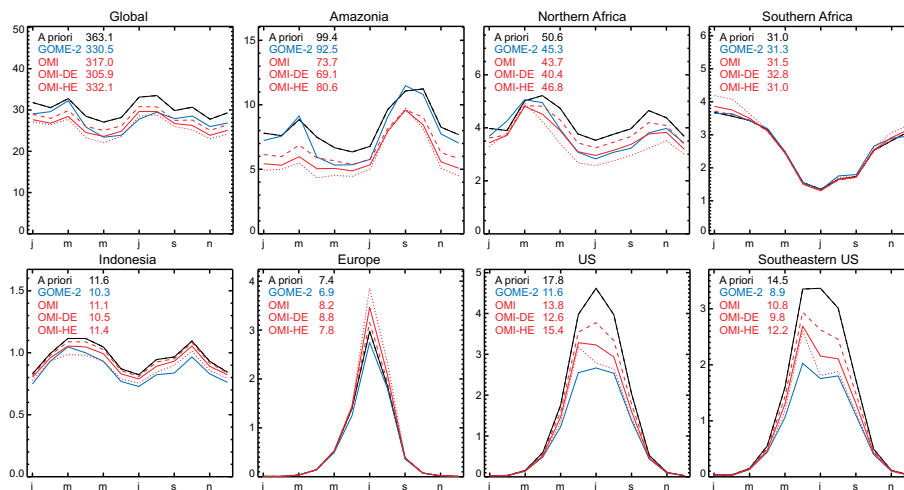 Global
50
40
30
20
10
0
A priori 363.1
GOME-2 330.5
OMI 317.0
OMI-DE 305.9
OMI-HE 332.1
j m m j s n
Amazonia
15
10
5
0
A priori 99.4
GOME-2 92.5
OMI 73.7
OMI-DE 69.1
OMI-HE 80.6
j m m j s n
Northern Africa
8
6
4
2
0
A priori 50.6
GOME-2 45.3
OMI 43.7
OMI-DE 40.4
OMI-HE 46.8
j m m j s n
Southern Africa
6
5
4
3
2
1
0
A priori 31.0
GOME-2 31.3
OMI 31.5
OMI-DE 32.8
OMI-HE 31.0
j m m j s n
Indonesia
1.5
1.0
0.5
0.0
A priori 11.6
GOME-2 10.3
OMI 11.1
OMI-DE 10.5
OMI-HE 11.4
j m m j s n
Europe
4
3
2
1
0
A priori 7.4
GOME-2 6.9
OMI 8.2
OMI-DE 8.8
OMI-HE 7.8
j m m j s n
US
5
4
3
2
1
0
A priori 17.8
GOME-2 11.6
OMI 13.8
OMI-DE 12.6
OMI-HE 15.4
j m m j s n
Southeastern US
3
2
1
0
A priori 14.5
GOME-2 8.9
OMI 10.8
OMI-DE 9.8
OMI-HE 12.2
j m m j s n